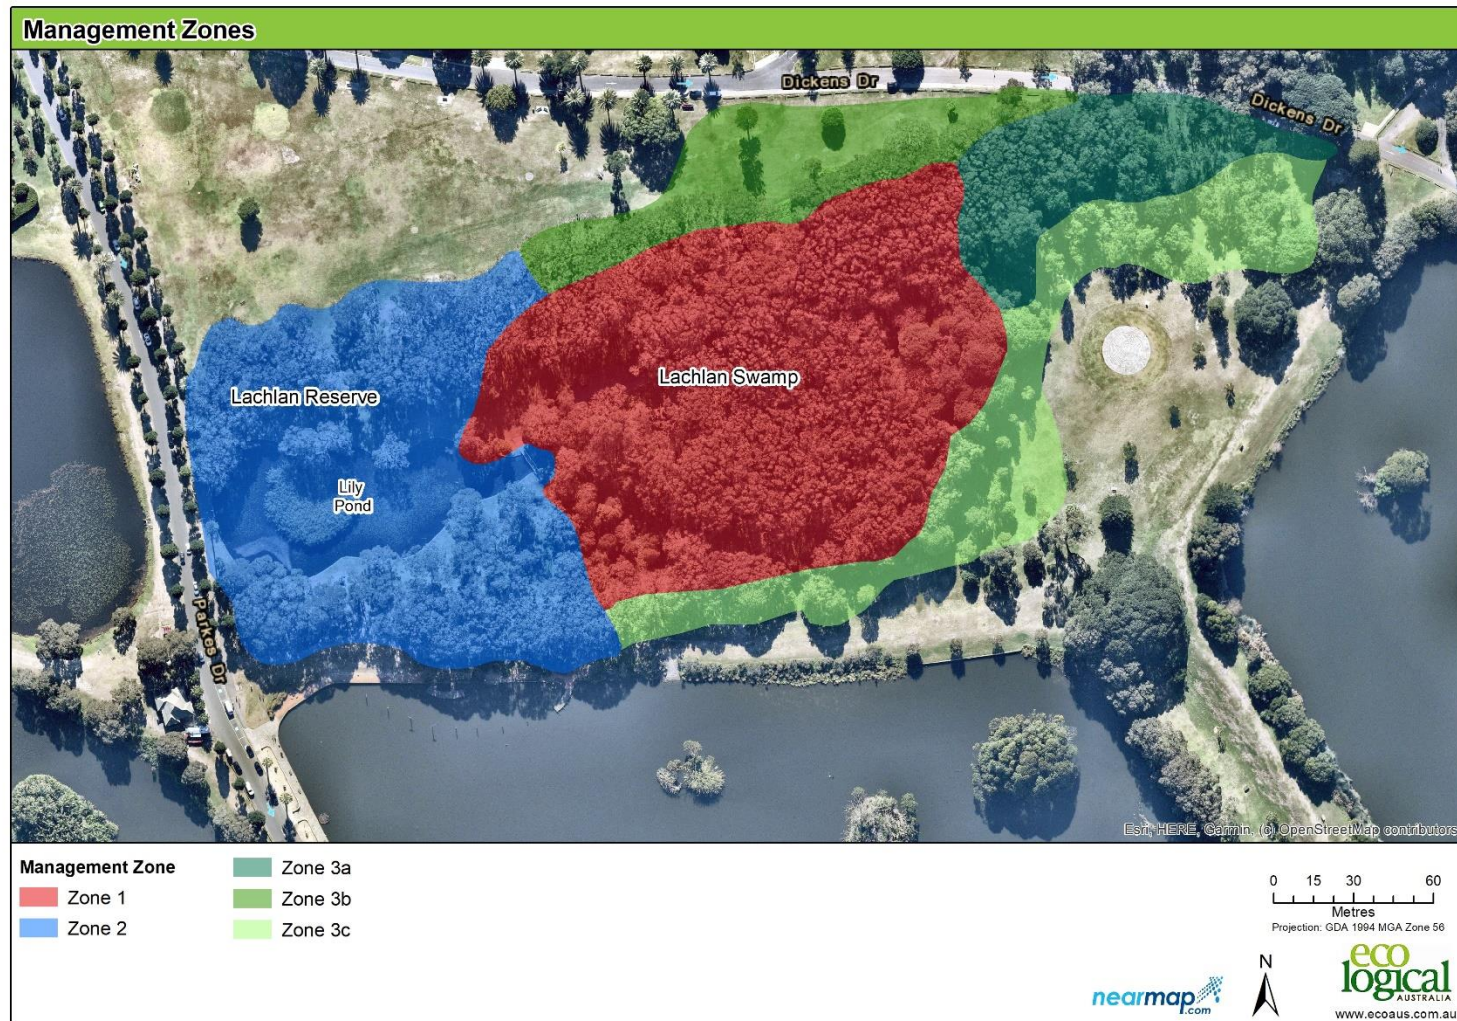 Management Zones
Dickens Dr
Dickens Dr
Lachlan Reserve
Lachlan Swamp
Lily
Pond
Parkes Dr
Esri, HERE, Garmin, (c) OpenStreetMap contributors
Management Zone
Zone 1
Zone 2
Zone 3a
Zone 3b
Zone 3c
0 15 30 60
Metres
Projection: GDA 1994 MGA Zone 56
nearmap
.com
N
eco
logical
AUSTRALIA
www.ecoaus.com.au